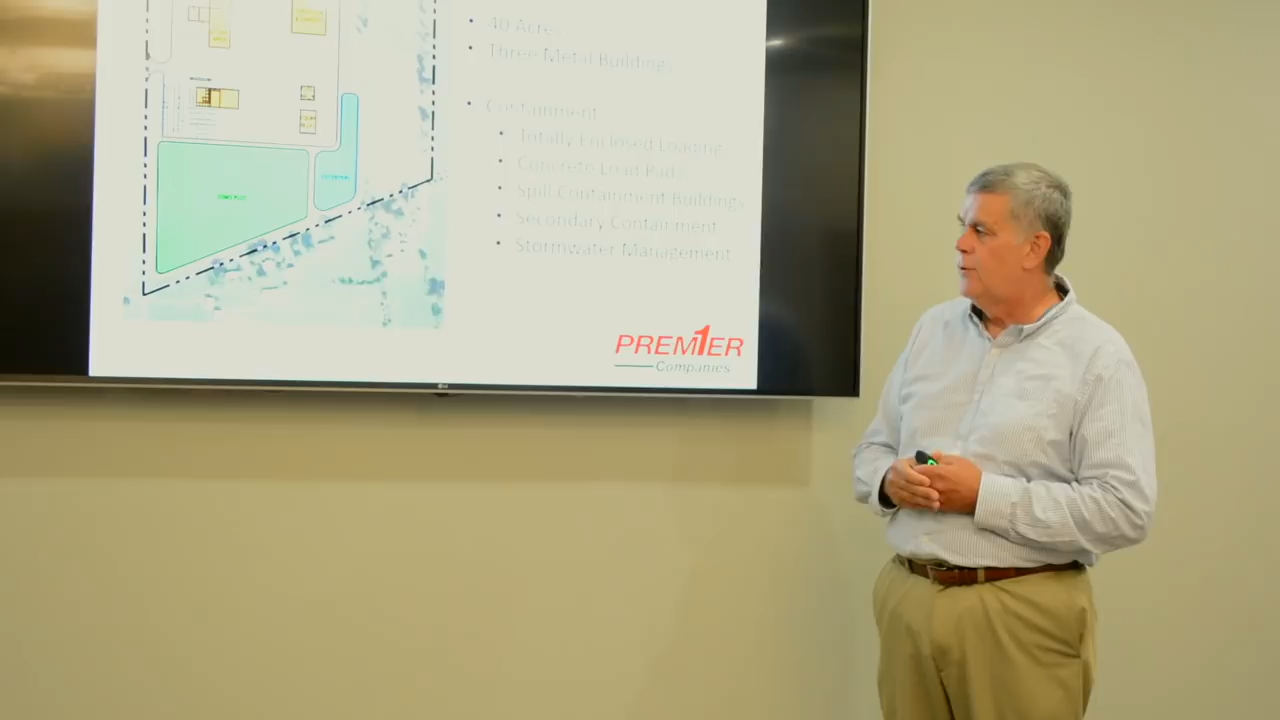 40 Acres
Three Metal Buildings
Containment
Totally Enclosed Loading
Concrete Load Pads
Spill Containment Buildings
Secondary Containment
Stormwater Management
PREM1ER
Companies